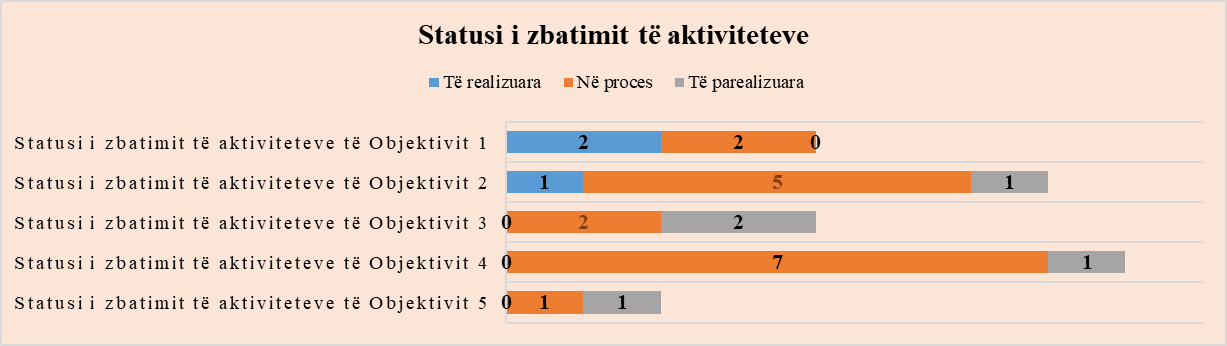 Statusi i zbatimit të aktiviteteve
Të realizuara Në proces Të parealizuara
Statusi i zbatimit të aktiviteteve të Objektivit 1 2 2 0
Statusi i zbatimit të aktiviteteve të Objektivit 2 1 5 1
Statusi i zbatimit të aktiviteteve të Objektivit 3 0 2 2
Statusi i zbatimit të aktiviteteve të Objektivit 4 0 7 1
Statusi i zbatimit të aktiviteteve të Objektivit 5 0 1 1